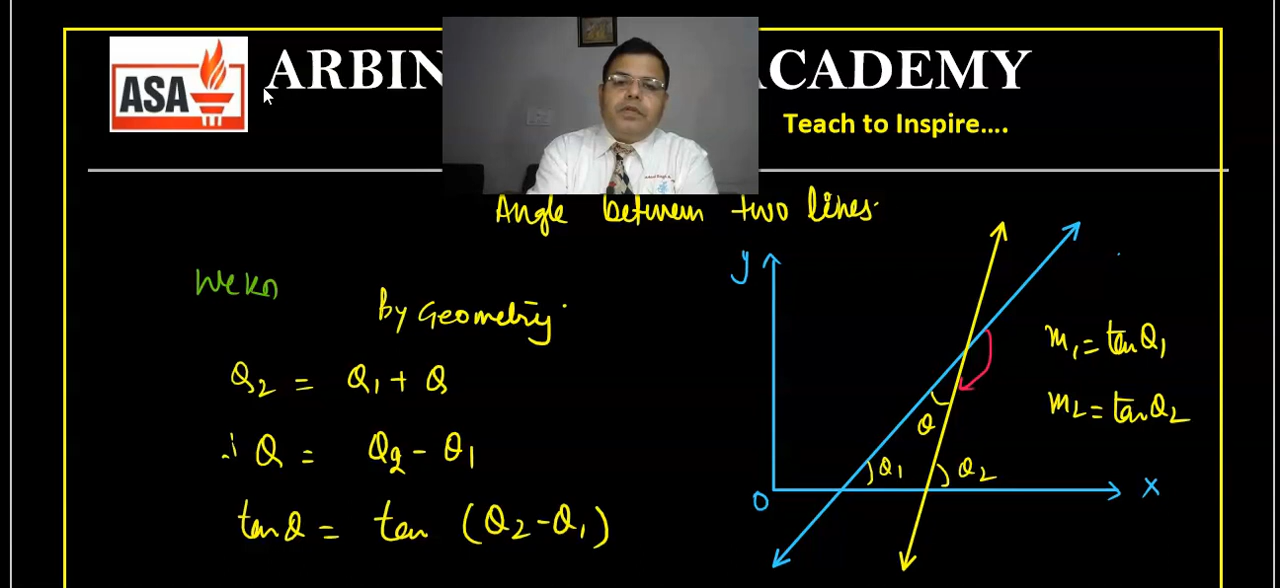 ASA
ARBIN CADEMY
Teach to Inspire....
Angle between two lines.
We Kn
By Geometry.
θ2 = θ1 + θ
∴ θ = θ2 - θ1
tanθ = tan (θ2-θ1)
y
m1 = tanθ1
m2 = tanθ2
θ
θ1
θ2
O
X